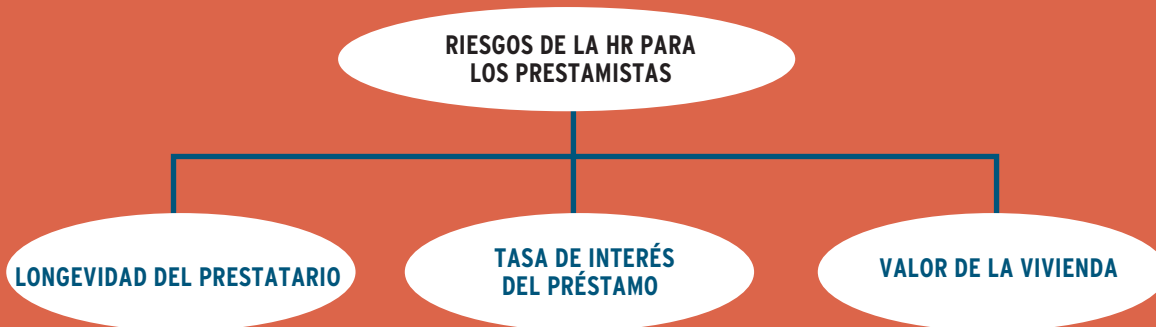 RIESGOS DE LA HR PARA
LOS PRESTAMISTAS
LONGEVIDAD DEL PRESTATARIO
TASA DE INTERÉS
DEL PRÉSTAMO
VALOR DE LA VIVIENDA